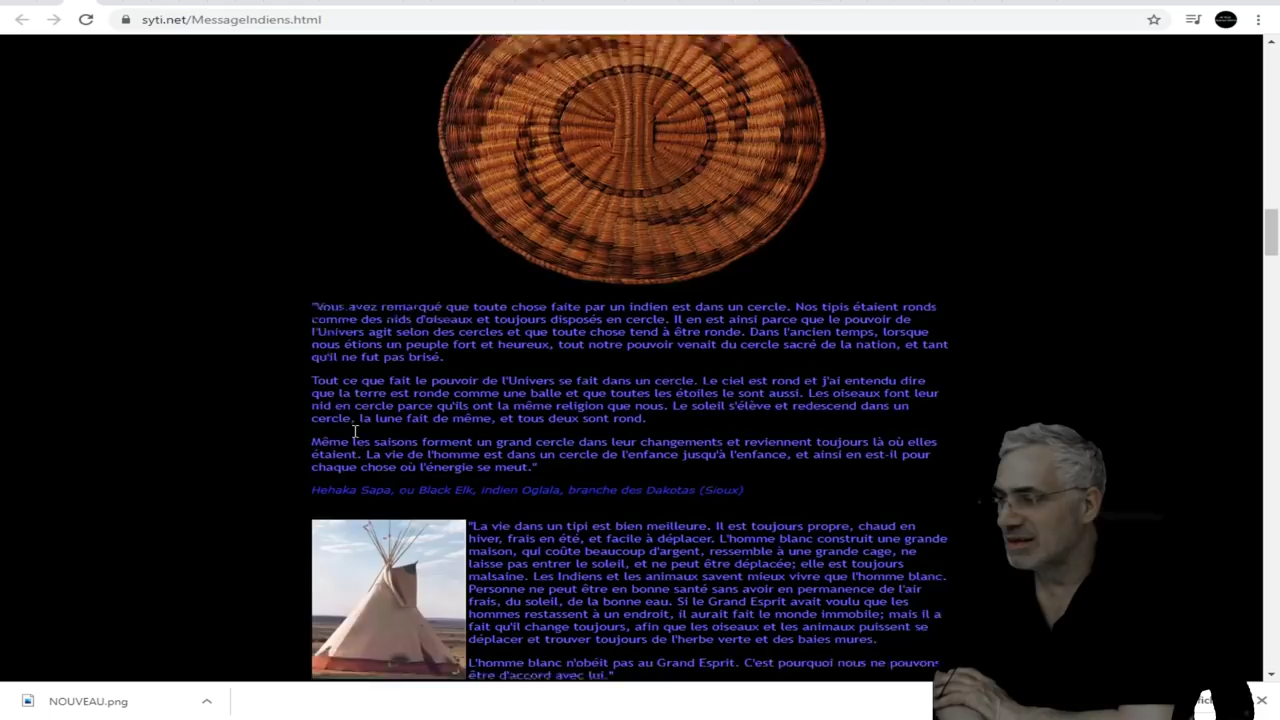 syti.net/MessageIndiens.html
"Vous avez remarqué que toute chose faite par un indien est dans un cercle. Nos tipis étaient ronds
comme des nids d'oiseaux et toujours disposés en cercle. Il en est ainsi parce que le pouvoir de
l'Univers agit selon des cercles et que toute chose tend à être ronde. Dans l'ancien temps, lorsque
nous étions un peuple fort et heureux, tout notre pouvoir venait du cercle sacré de la nation, et tant
qu'il ne fut pas brisé.
Tout ce que fait le pouvoir de l'Univers se fait dans un cercle. Le ciel est rond et j'ai entendu dire
que la terre est ronde comme une balle et que toutes les étoiles le sont aussi. Les oiseaux font leur
nid en cercle parce qu'ils ont la même religion que nous. Le soleil s'élève et redescend dans un
cercle, la lune fait de même, et tous deux sont rond.
Même les saisons forment un grand cercle dans leur changements et reviennent toujours là où elles
étaient. La vie de l'homme est dans un cercle de l'enfance jusqu'à l'enfance, et ainsi en est-il pour
chaque chose où l'énergie se meut."
Hehaka Sapa, ou Black Elk, indien Oglala, branche des Dakotas (Sioux)
"La vie dans un tipi est bien meilleure. Il est toujours propre, chaud en
hiver, frais en été, et facile à déplacer. L'homme blanc construit une grande
maison, qui coûte beaucoup d'argent, ressemble à une grande cage, ne
laisse pas entrer le soleil, et ne peut être déplacée; elle est toujours
malsaine. Les Indiens et les animaux savent mieux vivre que l'homme blanc.
Personne ne peut être en bonne santé sans avoir en permanence de l'air
frais, du soleil, de la bonne eau. Si le Grand Esprit avait voulu que les
hommes restassent à un endroit, il aurait fait le monde immobile; mais il a
fait qu'il change toujours, afin que les oiseaux et les animaux puissent se
déplacer et trouver toujours de l'herbe verte et des baies mures.
L'homme blanc n'obéit pas au Grand Esprit. C'est pourquoi nous ne pouvons
être d'accord avec lui."
NOUVEAU.png